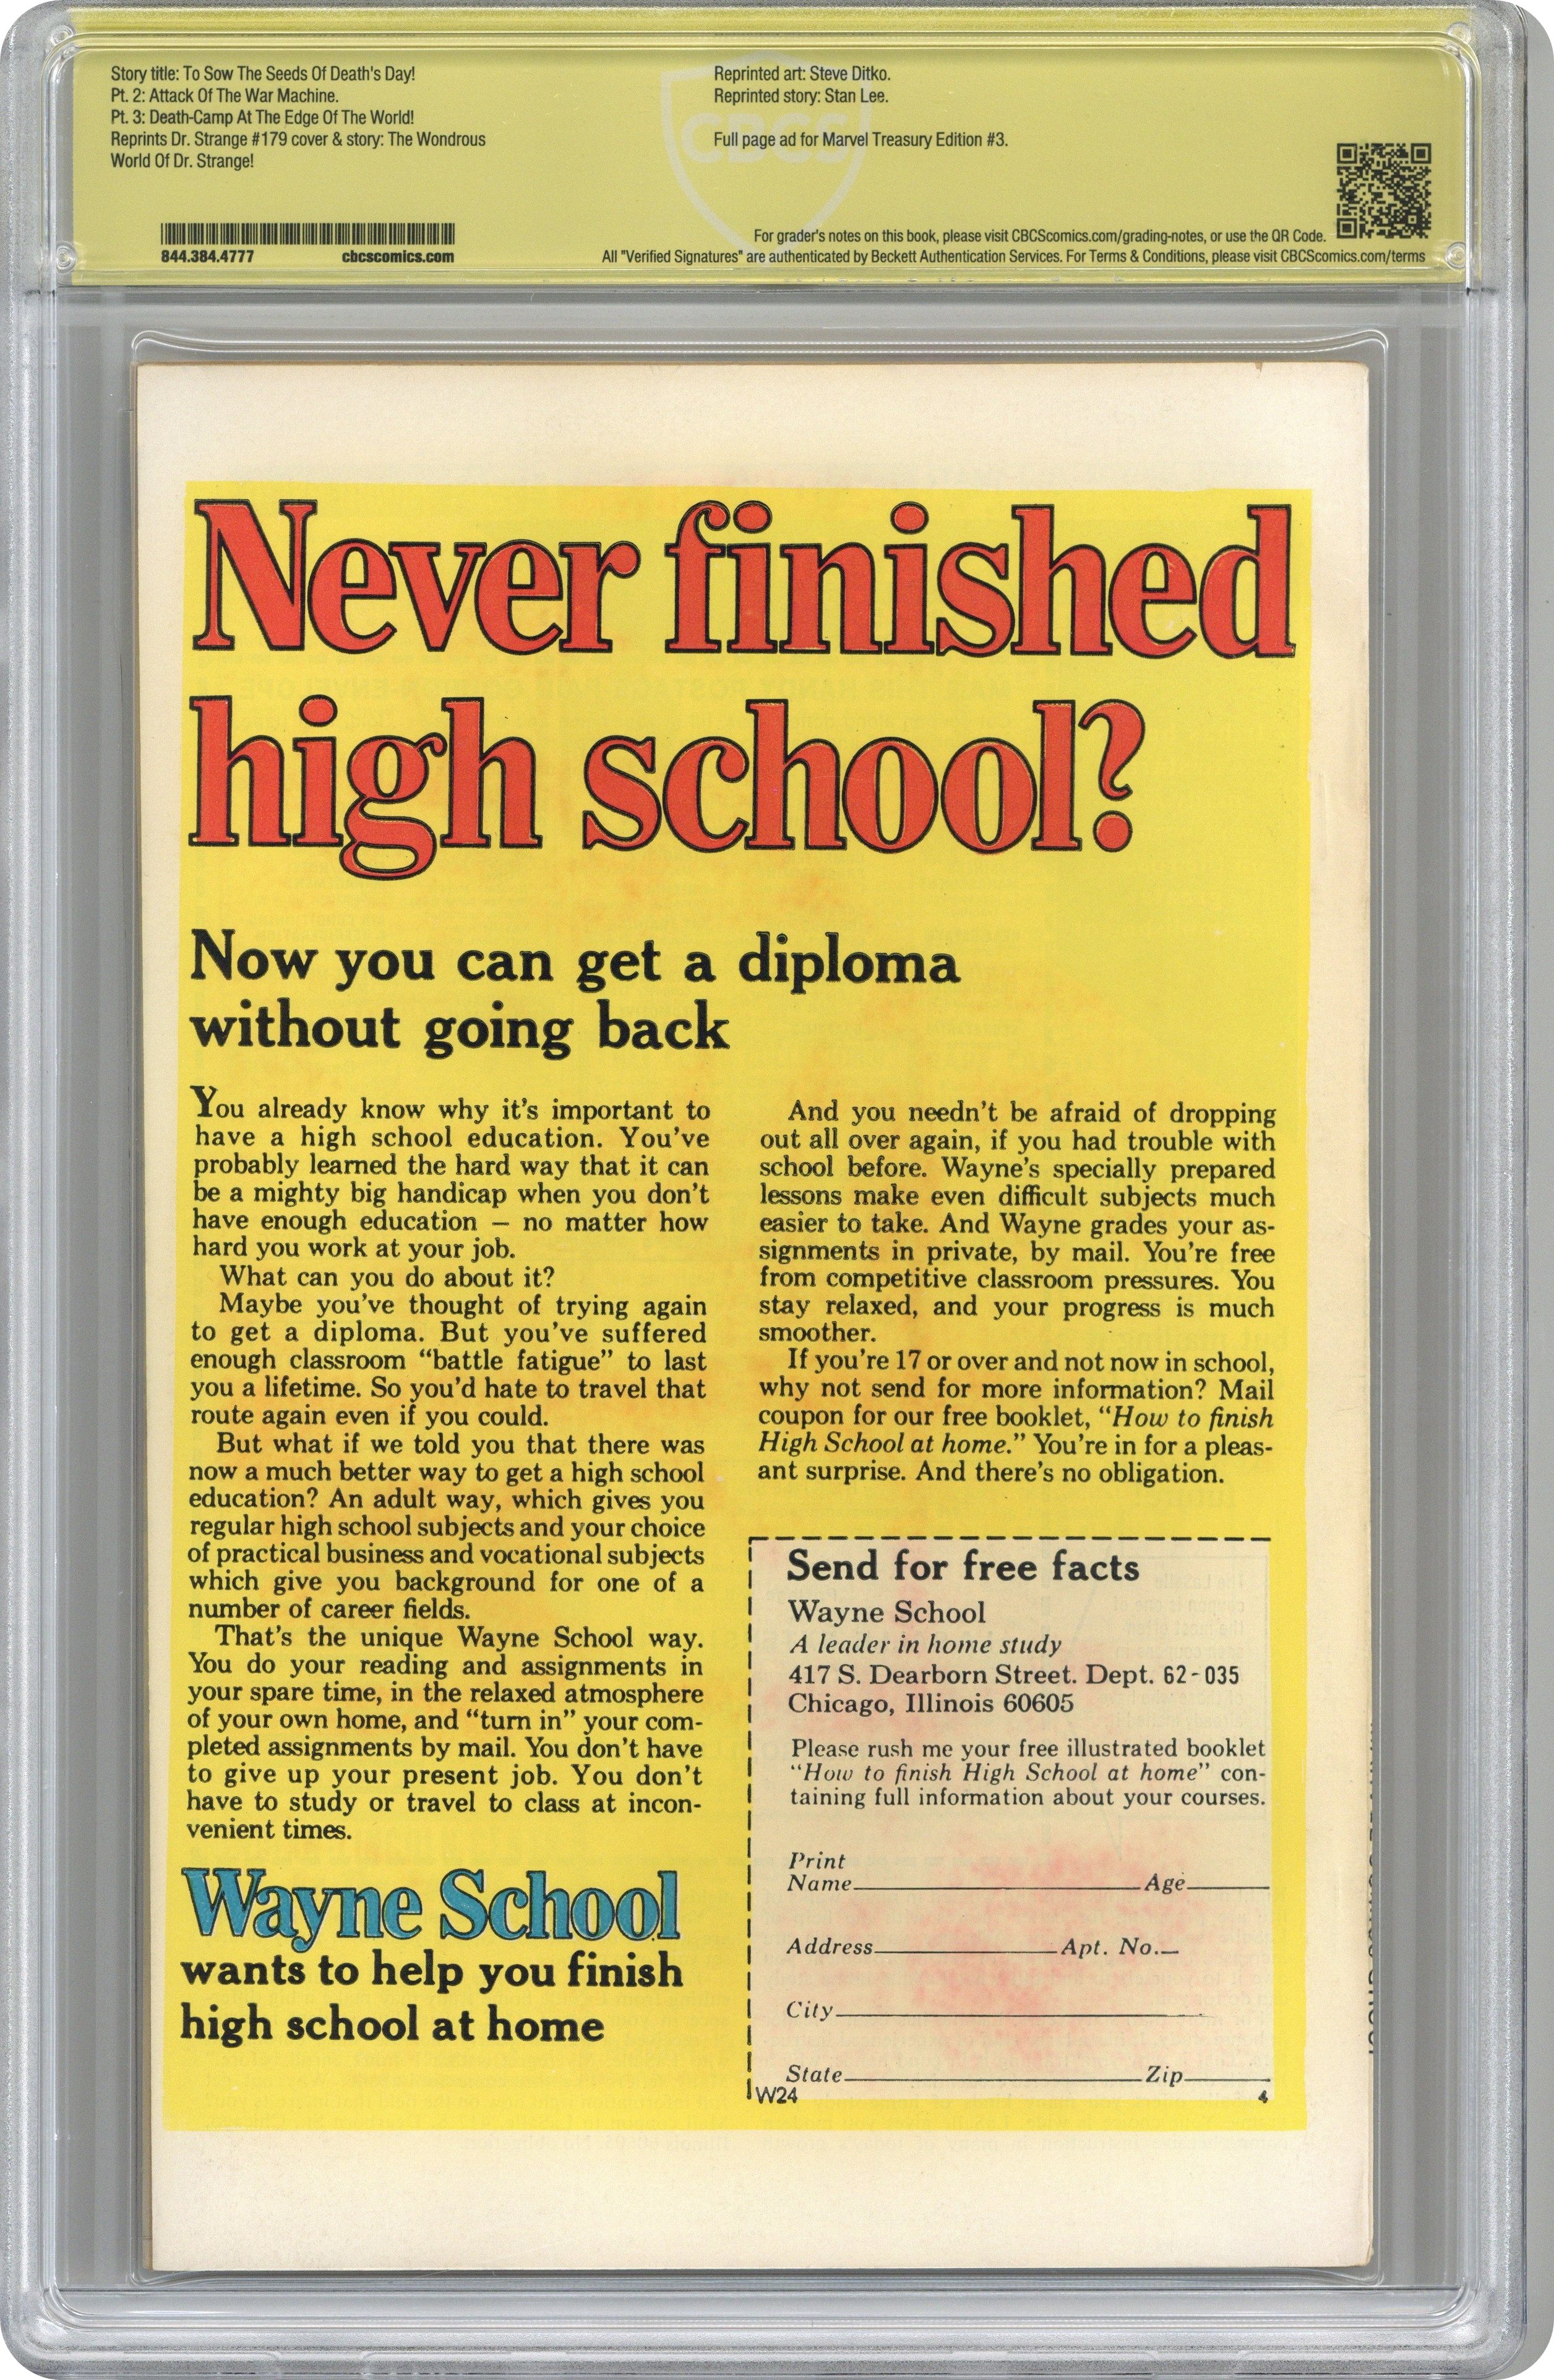 Story title: To Sow The Seeds Of Death's Day!
Pt. 2: Attack Of The War Machine.
Pt. 3: Death-Camp At The Edge Of The World!
Reprints Dr. Strange #179 cover & story: The Wondrous
World Of Dr. Strange!
Reprinted art: Steve Ditko.
Reprinted story: Stan Lee.
Full page ad for Marvel Treasury Edition #3.
CBCS
844.384.4777
cbcscomics.com
For grader's notes on this book, please visit CBCScomics.com/grading-notes, or use the QR Code.
All "Verified Signatures" are authenticated by Beckett Authentication Services. For Terms & Conditions, please visit CBCScomics.com/terms
Never finished
high school?
Now you can get a diploma
without going back
You already know why it's important to
have a high school education. You've
probably learned the hard way that it can
be a mighty big handicap when you don't
have enough education – no matter how
hard you work at your job.
What can you do about it?
Maybe you've thought of trying again
to get a diploma. But you've suffered
enough classroom “battle fatigue” to last
you a lifetime. So you'd hate to travel that
route again even if you could.
But what if we told you that there was
now a much better way to get a high school
education? An adult way, which gives you
regular high school subjects and your choice
of practical business and vocational subjects
which give you background for one of a
number of career fields.
That's the unique Wayne School way.
You do your reading and assignments in
your spare time, in the relaxed atmosphere
of your own home, and “turn in” your com-
pleted assignments by mail. You don't have
to give up your present job. You don't
have to study or travel to class at incon-
venient times.
Wayne School
wants to help you finish
high school at home
And you needn't be afraid of dropping
out all over again, if you had trouble with
school before. Wayne's specially prepared
lessons make even difficult subjects much
easier to take. And Wayne grades your as-
signments in private, by mail. You're free
from competitive classroom pressures. You
stay relaxed, and your progress is much
smoother.
If you're 17 or over and not now in school,
why not send for more information? Mail
coupon for our free booklet, “How to finish
High School at home.” You're in for a pleas-
ant surprise. And there's no obligation.
Send for free facts
Wayne School
A leader in home study
417 S. Dearborn Street. Dept. 62-035
Chicago, Illinois 60605
Please rush me your free illustrated booklet
“How to finish High School at home” con-
taining full information about your courses.
Print
Name Age
Address Apt. No.
City
State Zip
W24 4